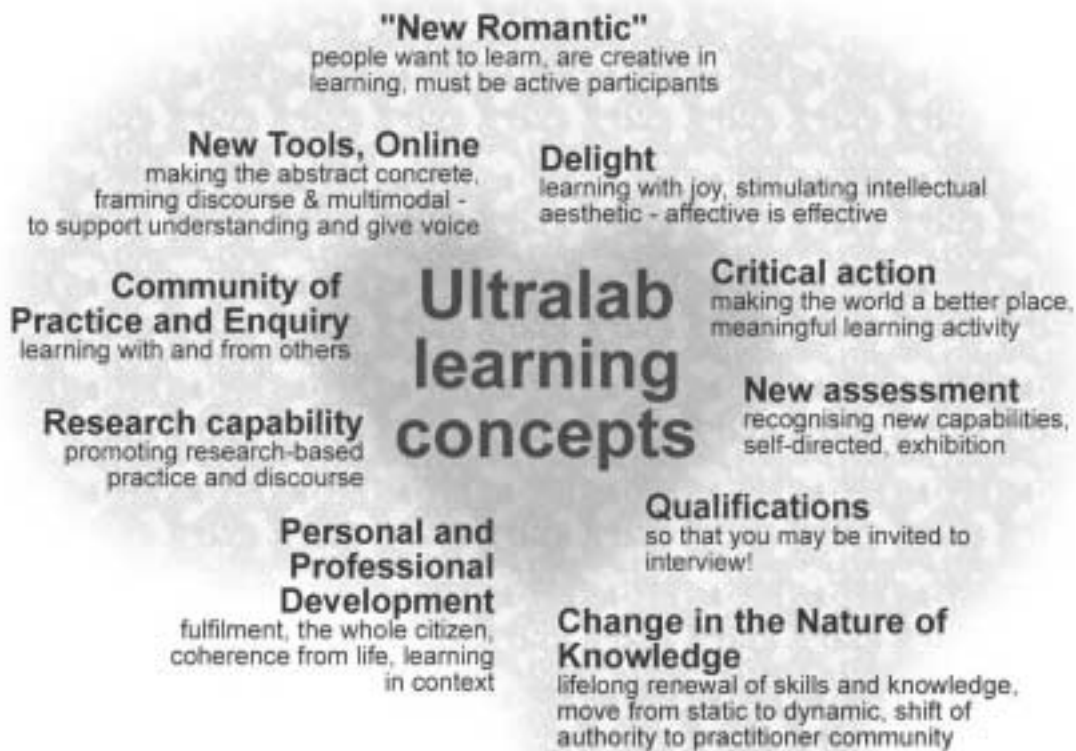 "New Romantic"
people want to learn, are creative in
learning, must be active participants
New Tools, Online
making the abstract concrete,
framing discourse & multimodal -
to support understanding and give voice
Delight
learning with joy, stimulating intellectual
aesthetic - affective is effective
Community of
Practice and Enquiry
learning with and from others
Ultralab
learning
concepts
Critical action
making the world a better place,
meaningful learning activity
Research capability
promoting research-based
practice and discourse
New assessment
recognising new capabilities,
self-directed, exhibition
Personal and
Professional
Development
fulfilment, the whole citizen,
coherence from life, learning
in context
Qualifications
so that you may be invited to
interview!
Change in the Nature of
Knowledge
lifelong renewal of skills and knowledge,
move from static to dynamic, shift of
authority to practitioner community